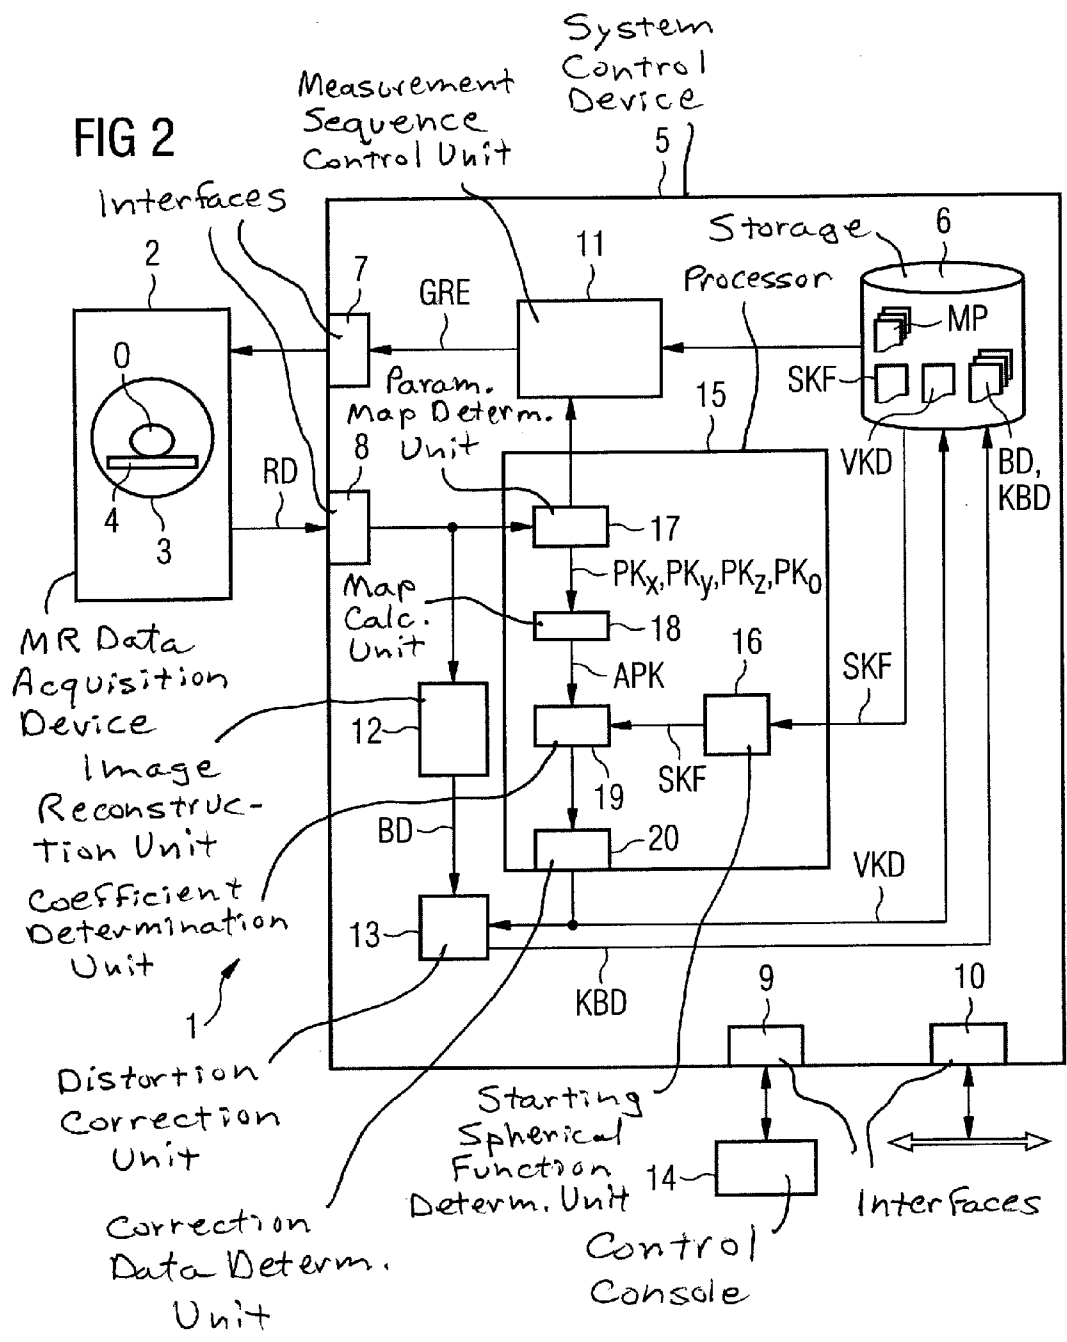 FIG 2
System
Control
Device
5
Measurement
Sequence
Control Unit
Interfaces
2
7
GRE
11
Storage
6
Processor
MP
SKF
VKD
BD,
KBD
O
4
3
RD
8
Param.
Map Determ.
Unit
15
17
PKx, PKy, PKz, PKo
Map
Calc.
Unit
18
APK
16
SKF
SKF
19
20
12
BD
13
VKD
KBD
MR Data
Acquisition
Device
Image
Reconstruc-
tion Unit
Coefficient
Determination
Unit
1
Distortion
Correction
Unit
Correction
Data Determ.
Unit
Starting
Spherical
Function
Determ. Unit
9
10
14
Control
Console
Interfaces